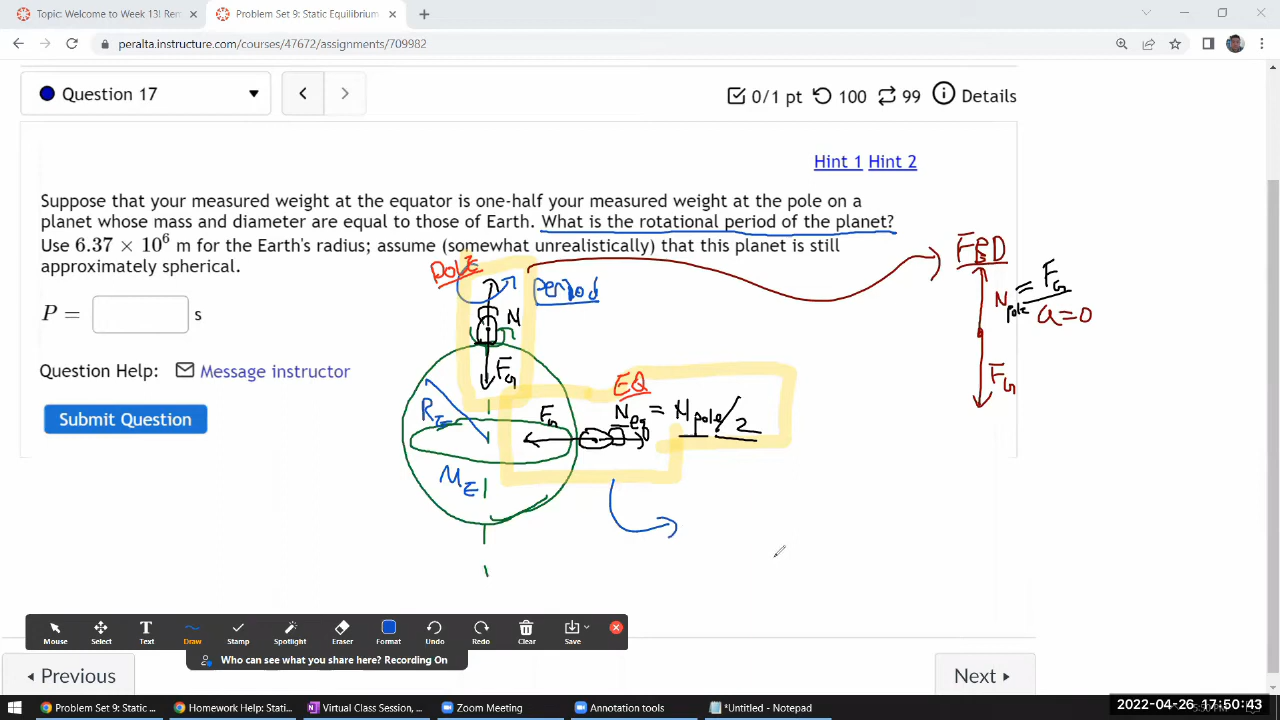 Topic: Welcome to Week 13! Rem
Problem Set 9: Static Equilibrium
peralta.instructure.com/courses/47672/assignments/709982
Question 17
0/1 pt 100 99 Details
Hint 1 Hint 2
Suppose that your measured weight at the equator is one-half your measured weight at the pole on a
planet whose mass and diameter are equal to those of Earth. What is the rotational period of the planet?
Use 6.37 × 10⁶ m for the Earth's radius; assume (somewhat unrealistically) that this planet is still
approximately spherical.
FBD
POLE
Period
P = s
N
N pole = FG
a=0
Question Help: Message instructor
FG
FG
EQ
Submit Question
RE
FG
Neq = Npole/2
ME
Mouse Select Text Draw Stamp Spotlight Eraser Format Undo Redo Clear Save
Who can see what you share here? Recording On
Previous
Next
Problem Set 9: Stati...
Homework Help: Stati...
Virtual Class Session, ...
Zoom Meeting
Annotation tools
*Untitled - Notepad
2022-04-26 17:50:43